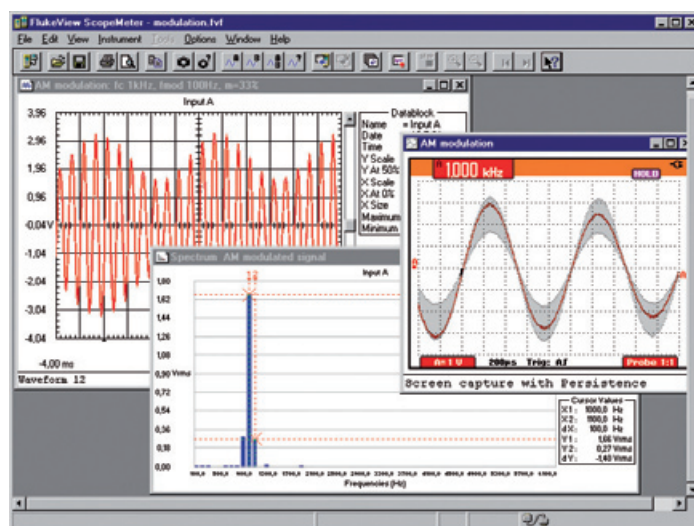 FlukeView ScopeMeter - modulation.fvf
File Edit View Instrument Tools Options Window Help
AM modulation: fc 1kHz, fmod 100Hz, m=33%
Input A
3.96
2.96
1.96
0.96
-0.04 V
-1.04
-2.04
-3.04
-4.04
-4.00 ms
Waveform 12
Datablock
Name = Input A
Date
Time
Y Scale
Y At 50%
X Scale
X At 0%
X Size
Maximum
Minimum
AM modulation
1.000 kHz
HOLD
A= 1 V 200µs Trig: A Probe 1:1
Screen capture with Persistence
Spectrum AM modulated signal
Input A
1,80
1,62
1,44
1,26
1,08
0,90 Vrms
0,72
0,54
0,36
0,18
0,00
Frequencies (Hz)
Cursor Values
X1: 1000,0 Hz
X2: 1100,0 Hz
dX: 100,0 Hz
Y1: 1,66 Vrms
Y2: 0,27 Vrms
dY: -1,40 Vrms